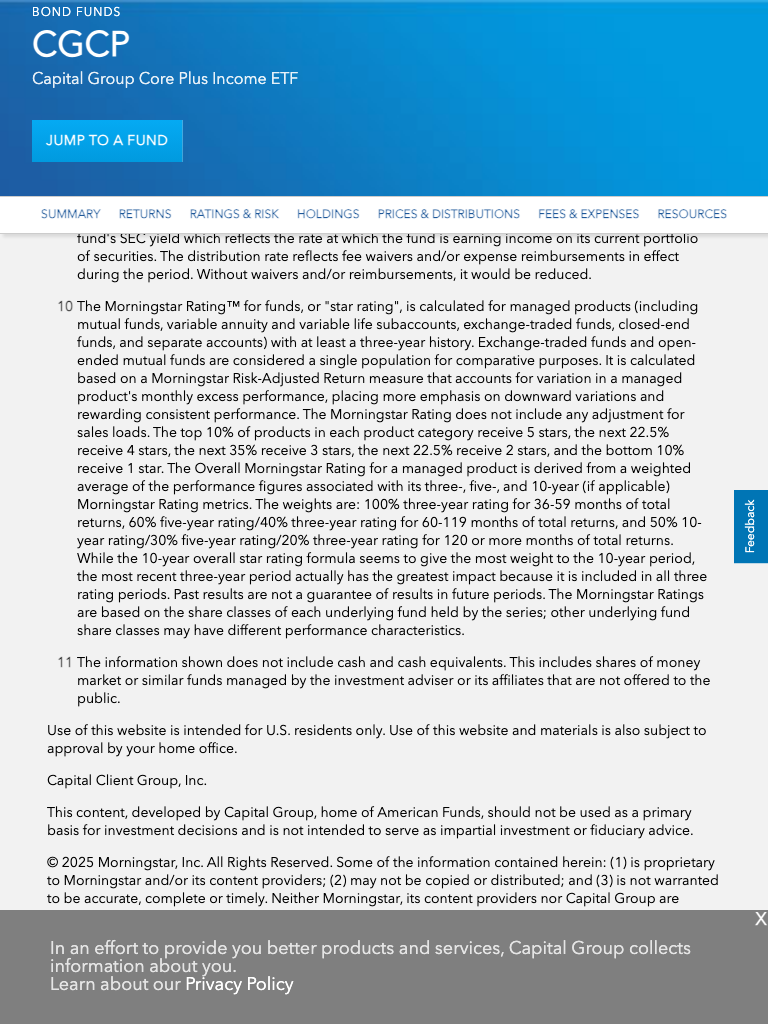 BOND FUNDS
CGCP
Capital Group Core Plus Income ETF
JUMP TO A FUND
SUMMARY RETURNS RATINGS & RISK HOLDINGS PRICES & DISTRIBUTIONS FEES & EXPENSES RESOURCES
fund's SEC yield which reflects the rate at which the fund is earning income on its current portfolio
of securities. The distribution rate reflects fee waivers and/or expense reimbursements in effect
during the period. Without waivers and/or reimbursements, it would be reduced.
10 The Morningstar Rating™ for funds, or "star rating", is calculated for managed products (including
mutual funds, variable annuity and variable life subaccounts, exchange-traded funds, closed-end
funds, and separate accounts) with at least a three-year history. Exchange-traded funds and open-
ended mutual funds are considered a single population for comparative purposes. It is calculated
based on a Morningstar Risk-Adjusted Return measure that accounts for variation in a managed
product's monthly excess performance, placing more emphasis on downward variations and
rewarding consistent performance. The Morningstar Rating does not include any adjustment for
sales loads. The top 10% of products in each product category receive 5 stars, the next 22.5%
receive 4 stars, the next 35% receive 3 stars, the next 22.5% receive 2 stars, and the bottom 10%
receive 1 star. The Overall Morningstar Rating for a managed product is derived from a weighted
average of the performance figures associated with its three-, five-, and 10-year (if applicable)
Morningstar Rating metrics. The weights are: 100% three-year rating for 36-59 months of total
returns, 60% five-year rating/40% three-year rating for 60-119 months of total returns, and 50% 10-
year rating/30% five-year rating/20% three-year rating for 120 or more months of total returns.
While the 10-year overall star rating formula seems to give the most weight to the 10-year period,
the most recent three-year period actually has the greatest impact because it is included in all three
rating periods. Past results are not a guarantee of results in future periods. The Morningstar Ratings
are based on the share classes of each underlying fund held by the series; other underlying fund
share classes may have different performance characteristics.
Feedback
11 The information shown does not include cash and cash equivalents. This includes shares of money
market or similar funds managed by the investment adviser or its affiliates that are not offered to the
public.
Use of this website is intended for U.S. residents only. Use of this website and materials is also subject to
approval by your home office.
Capital Client Group, Inc.
This content, developed by Capital Group, home of American Funds, should not be used as a primary
basis for investment decisions and is not intended to serve as impartial investment or fiduciary advice.
© 2025 Morningstar, Inc. All Rights Reserved. Some of the information contained herein: (1) is proprietary
to Morningstar and/or its content providers; (2) may not be copied or distributed; and (3) is not warranted
to be accurate, complete or timely. Neither Morningstar, its content providers nor Capital Group are
X
In an effort to provide you better products and services, Capital Group collects
information about you.
Learn about our Privacy Policy